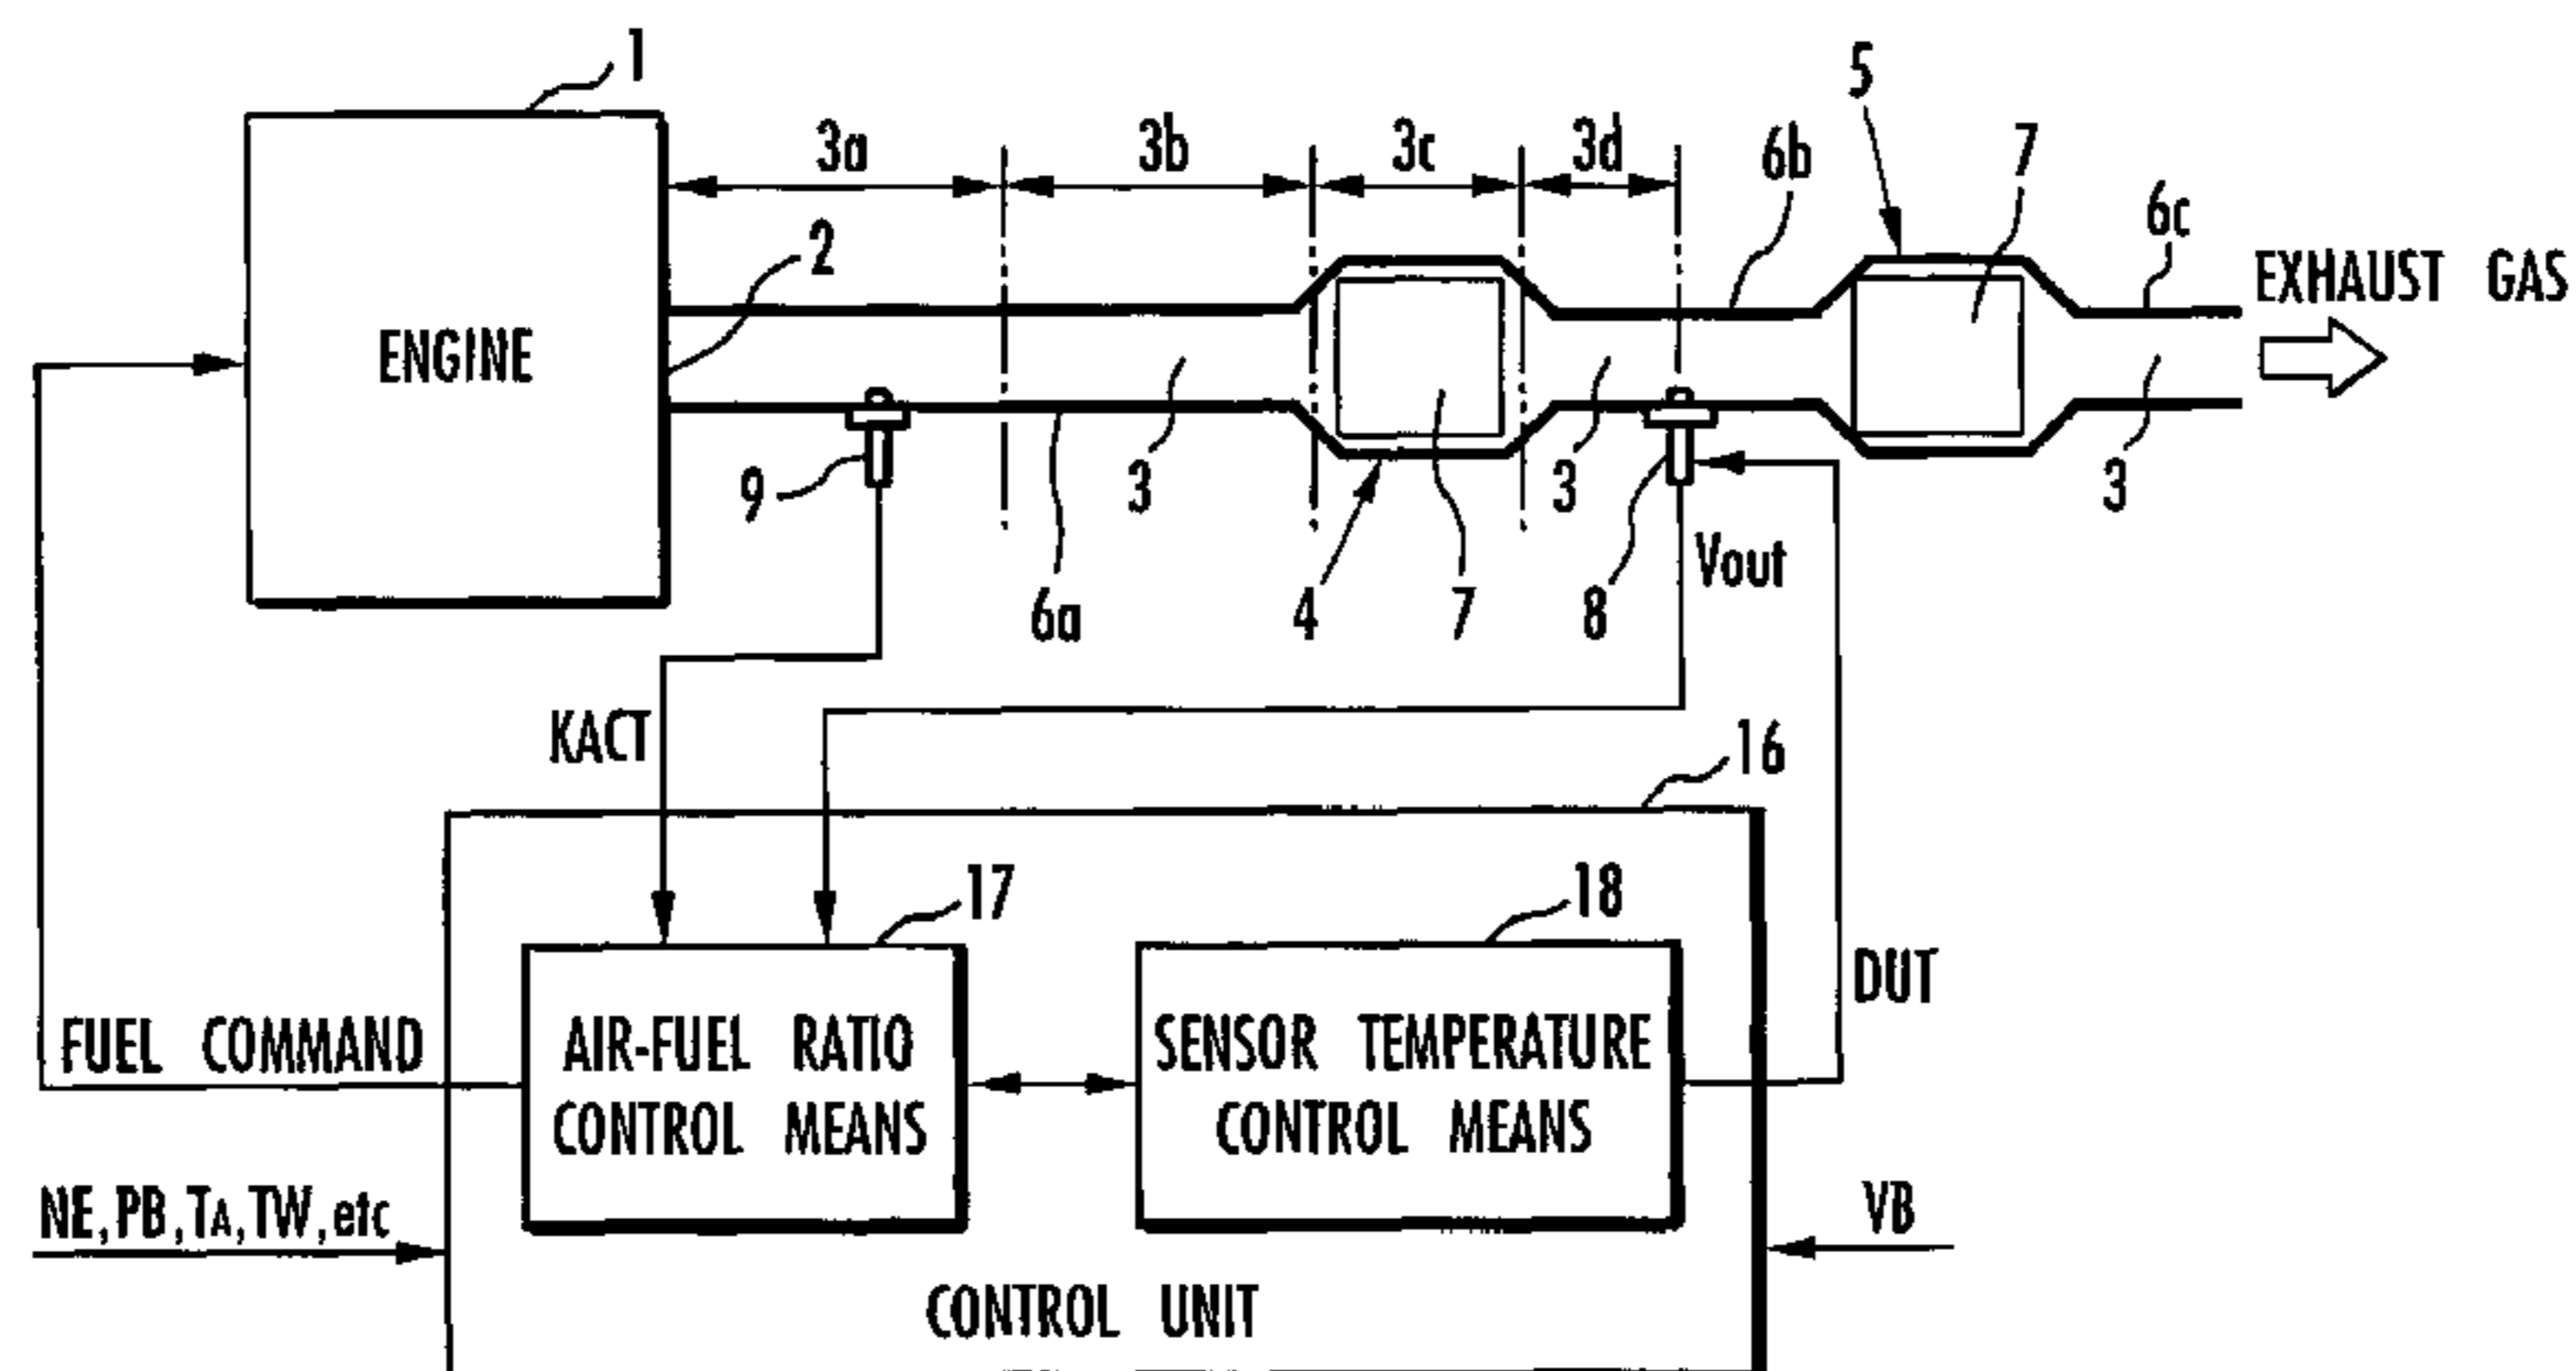 1
5
3a 3b 3c 3d
6b
7
6c
2
EXHAUST GAS
ENGINE
9
3
3
3
Vout
6a
4
7
8
KACT
16
17
18
DUT
FUEL COMMAND
AIR-FUEL RATIO
CONTROL MEANS
SENSOR TEMPERATURE
CONTROL MEANS
NE, PB, TA, TW, etc
VB
CONTROL UNIT